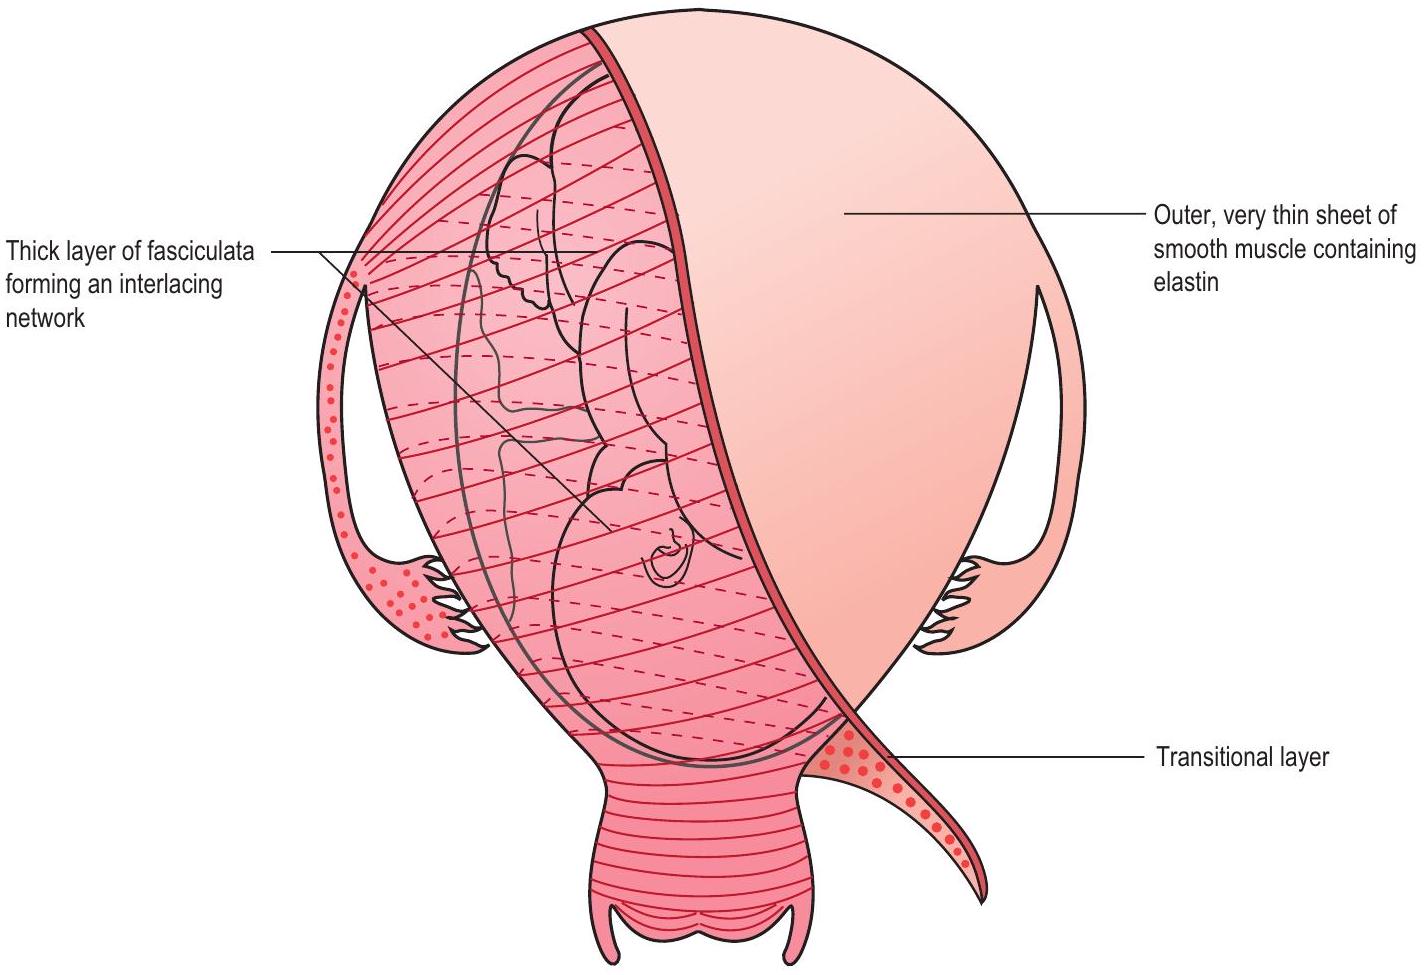 Thick layer of fasciculata
forming an interlacing
network
Outer, very thin sheet of
smooth muscle containing
elastin
Transitional layer